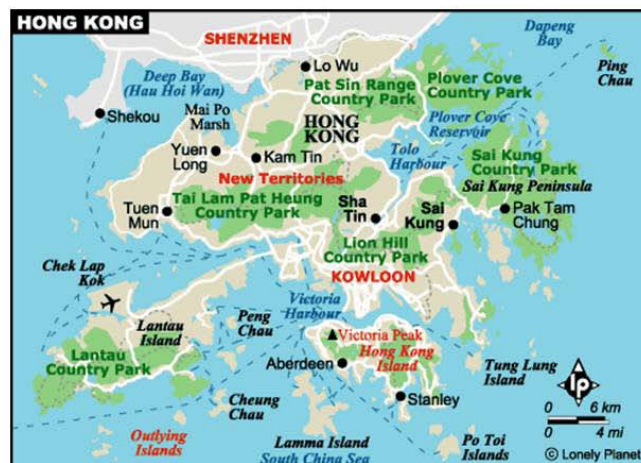 HONG KONG
SHENZHEN
Dapeng
Bay
Ping
Chau
Lo Wu
Deep Bay
(Hau Hoi Wan)
Pat Sin Range
Country Park
Plover Cove
Country Park
Shekou
Mai Po
Marsh
HONG
KONG
Plover Cove
Reservoir
Yuen
Long
Kam Tin
Tolo
Harbour
Sai Kung
Country Park
New Territories
Sai Kung Peninsula
Tai Lam Pat Heung
Country Park
Sha
Tin
Sai
Kung
Pak Tam
Chung
Tuen
Mun
Lion Hill
Country Park
KOWLOON
Chek Lap
Kok
Victoria
Harbour
Peng
Chau
Lantau
Island
Victoria Peak
Hong Kong
Island
Lantau
Country Park
Aberdeen
Tung Lung
Island
Cheung
Chau
Stanley
lp
0 6 km
0 4 mi
Outlying
Islands
Lamma Island
South China Sea
Po Toi
Islands
© Lonely Planet